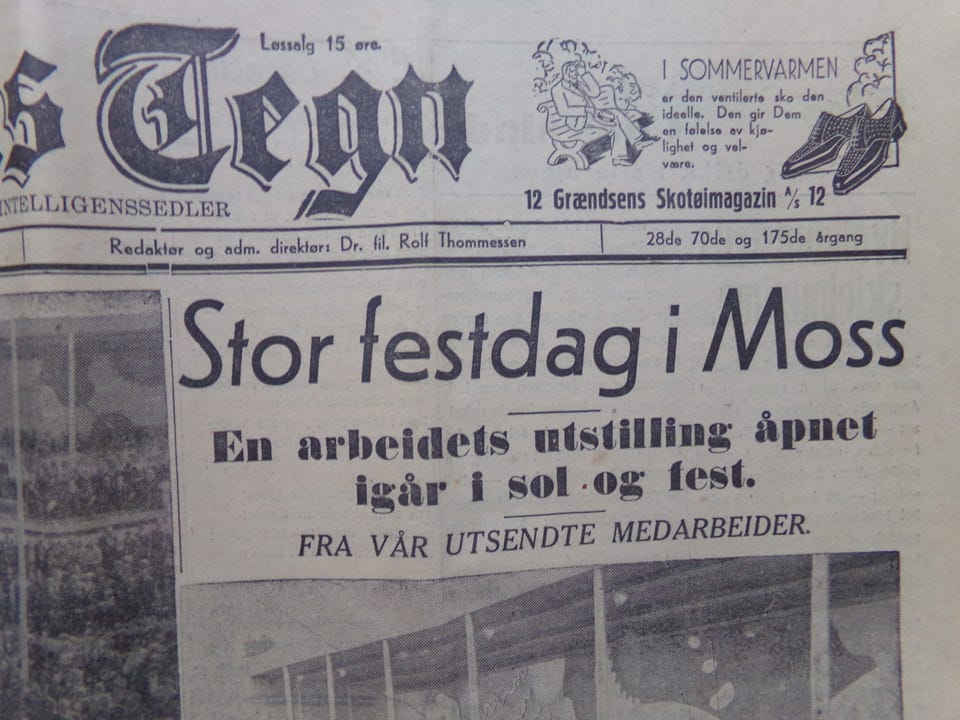 Løssalg 15 øre.
s Tegn
INTELLIGENSSEDLER
I SOMMERVARMEN
er den ventilerte sko den
ideelle. Den gir Dem
en følelse av kjø-
lighet og vel-
være.
12 Grændsens Skotøimagazin A/S 12
Redaktør og adm. direktør: Dr. fil. Rolf Thommessen
28de 70de og 175de årgang
Stor festdag i Moss
En arbeidets utstilling åpnet
igår i sol og fest.
FRA VÅR UTSENDTE MEDARBEIDER.